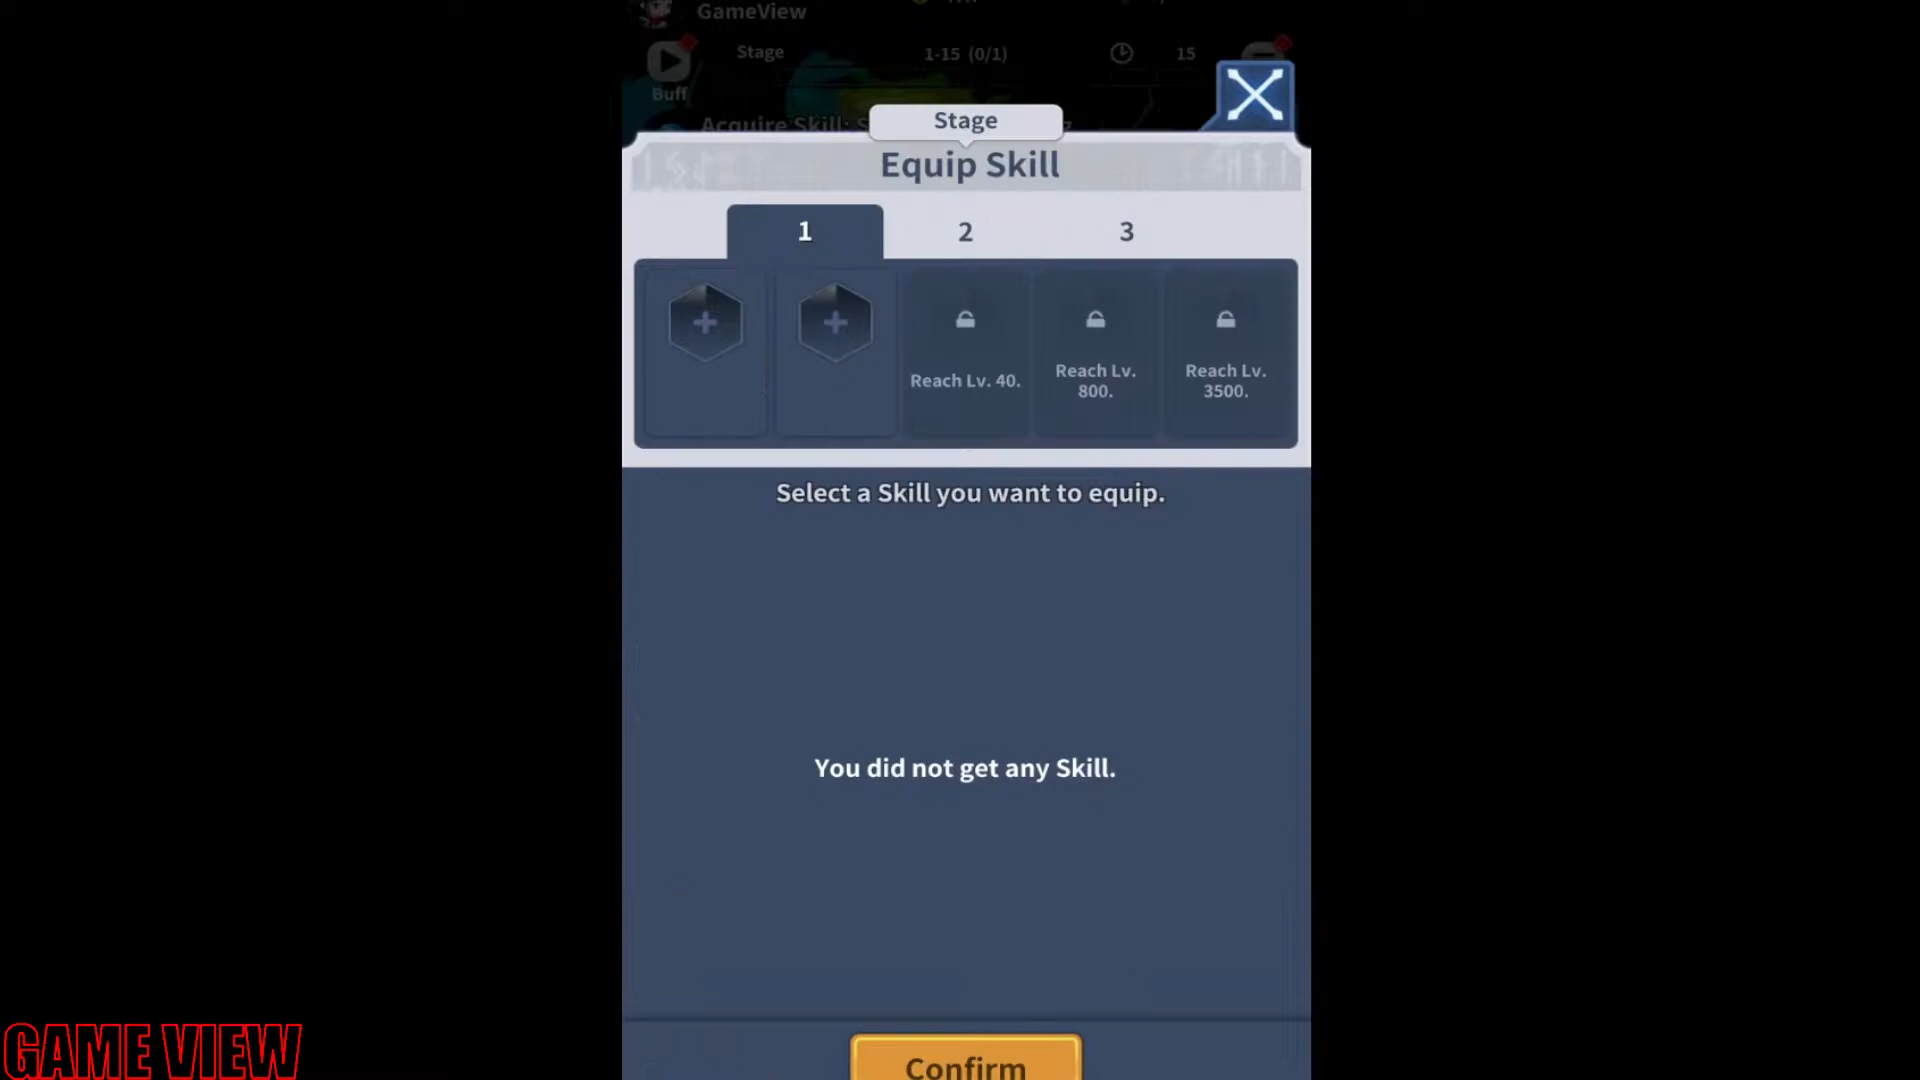 GameView
Stage 1-15 (0/1) 15
Buff
Acquire Skill:
Stage
Equip Skill
1 2 3
Reach Lv. 40.
Reach Lv.
800.
Reach Lv.
3500.
Select a Skill you want to equip.
You did not get any Skill.
Confirm
GAME VIEW